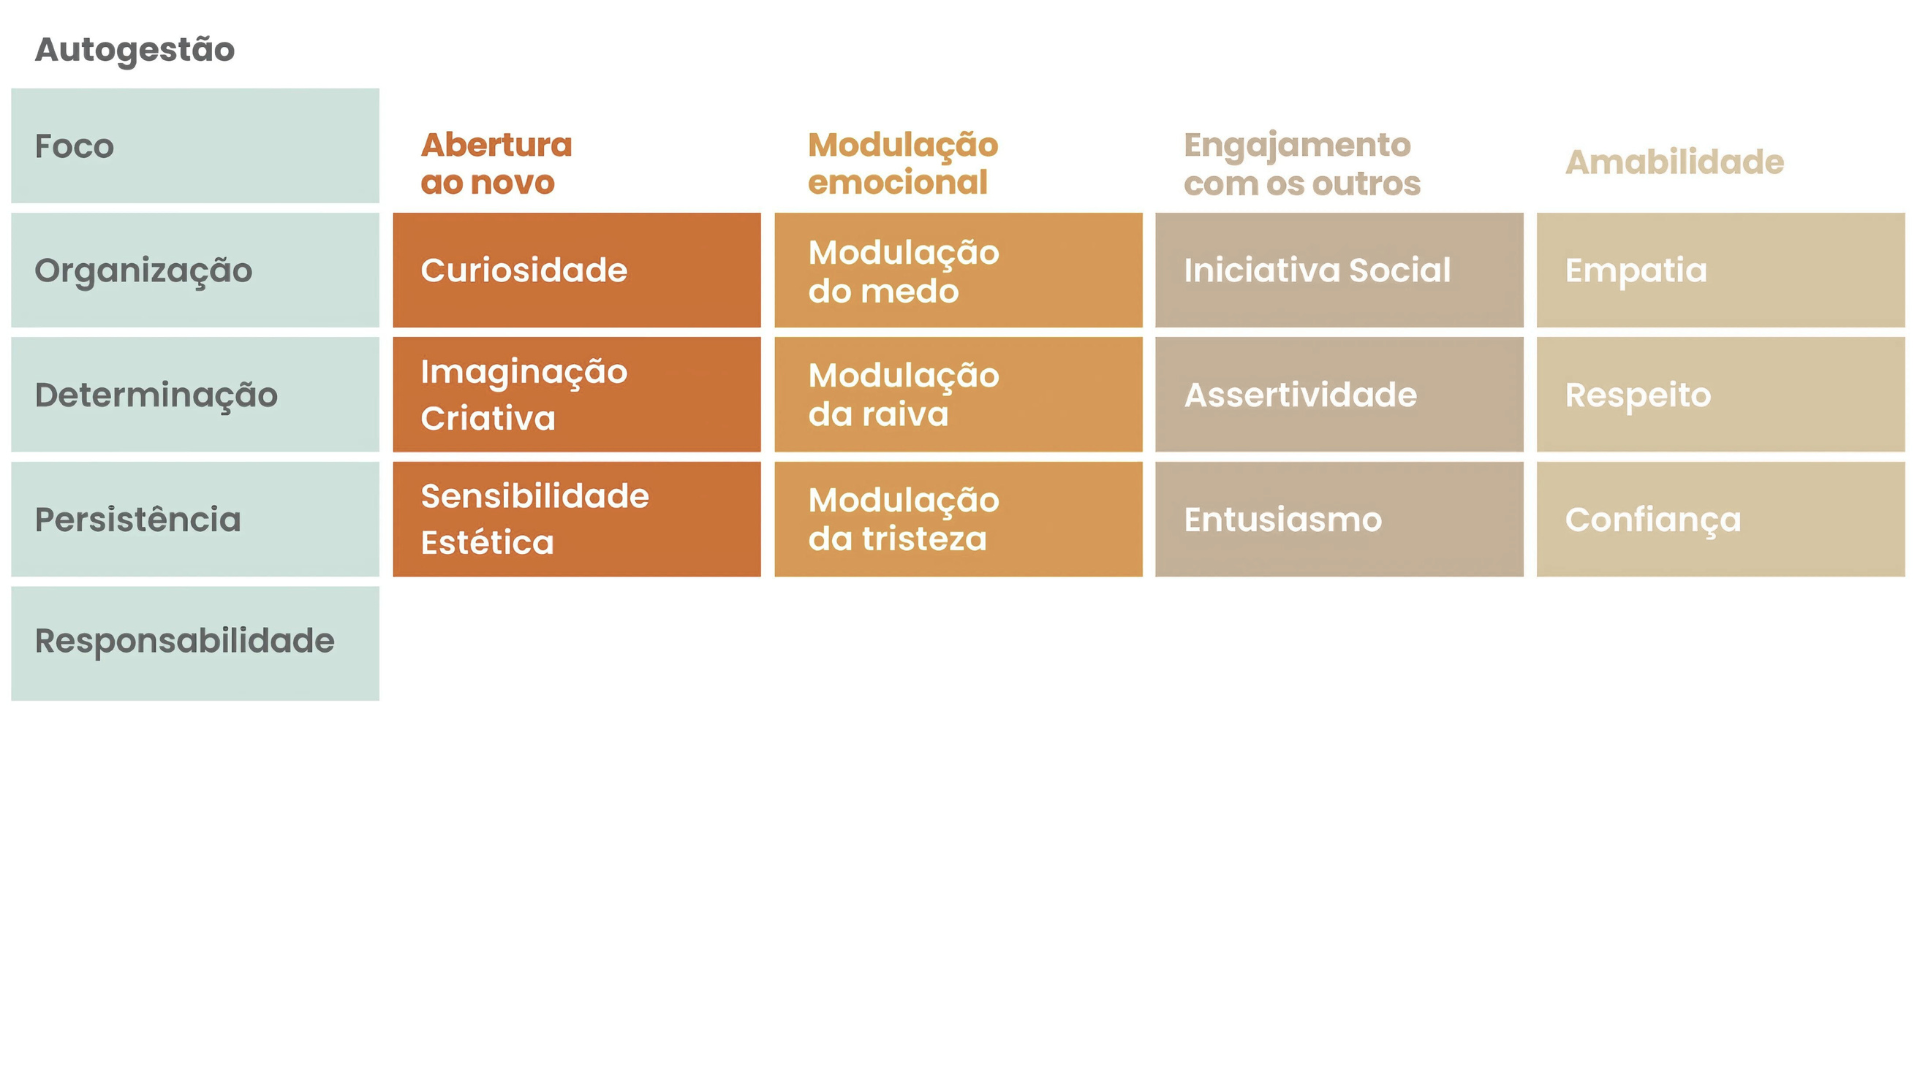 Autogestão
Foco
Organização
Determinação
Persistência
Responsabilidade
Abertura
ao novo
Curiosidade
Imaginação
Criativa
Sensibilidade
Estética
Modulação
emocional
Modulação
do medo
Modulação
da raiva
Modulação
da tristeza
Engajamento
com os outros
Iniciativa Social
Assertividade
Entusiasmo
Amabilidade
Empatia
Respeito
Confiança